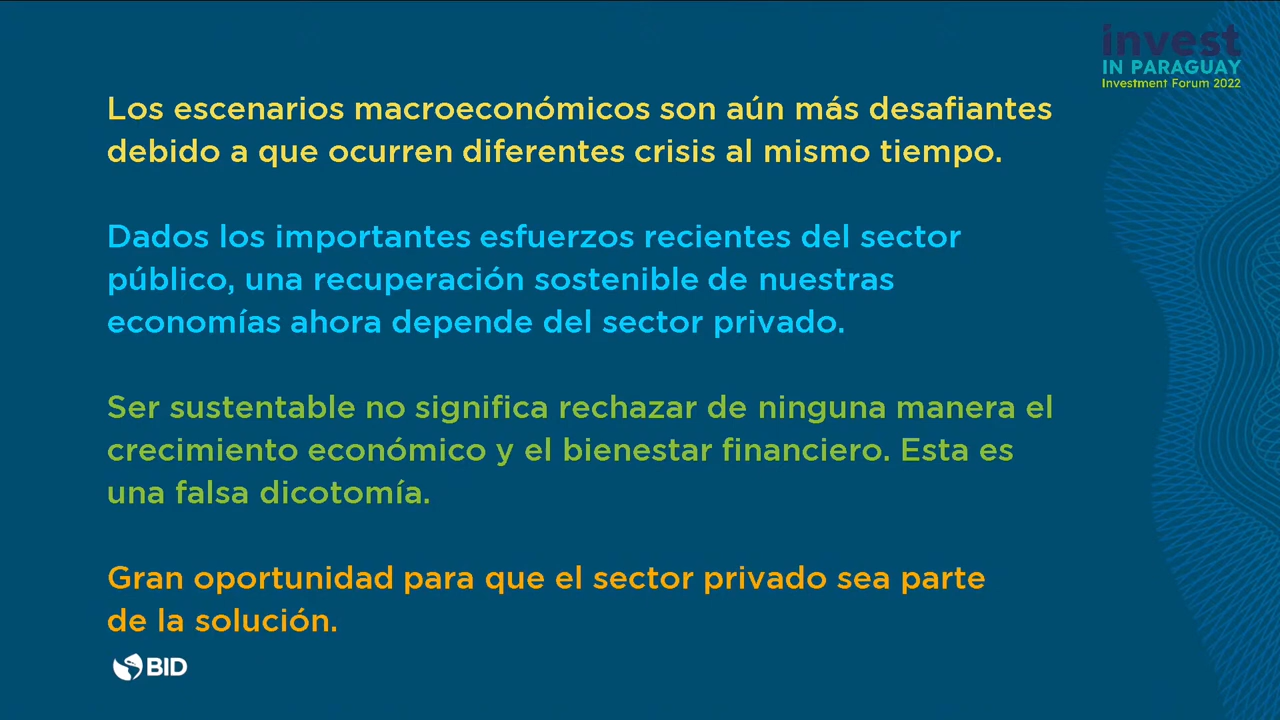 invest
IN PARAGUAY
Investment Forum 2022
Los escenarios macroeconómicos son aún más desafiantes
debido a que ocurren diferentes crisis al mismo tiempo.
Dados los importantes esfuerzos recientes del sector
público, una recuperación sostenible de nuestras
economías ahora depende del sector privado.
Ser sustentable no significa rechazar de ninguna manera el
crecimiento económico y el bienestar financiero. Esta es
una falsa dicotomía.
Gran oportunidad para que el sector privado sea parte
de la solución.
BID